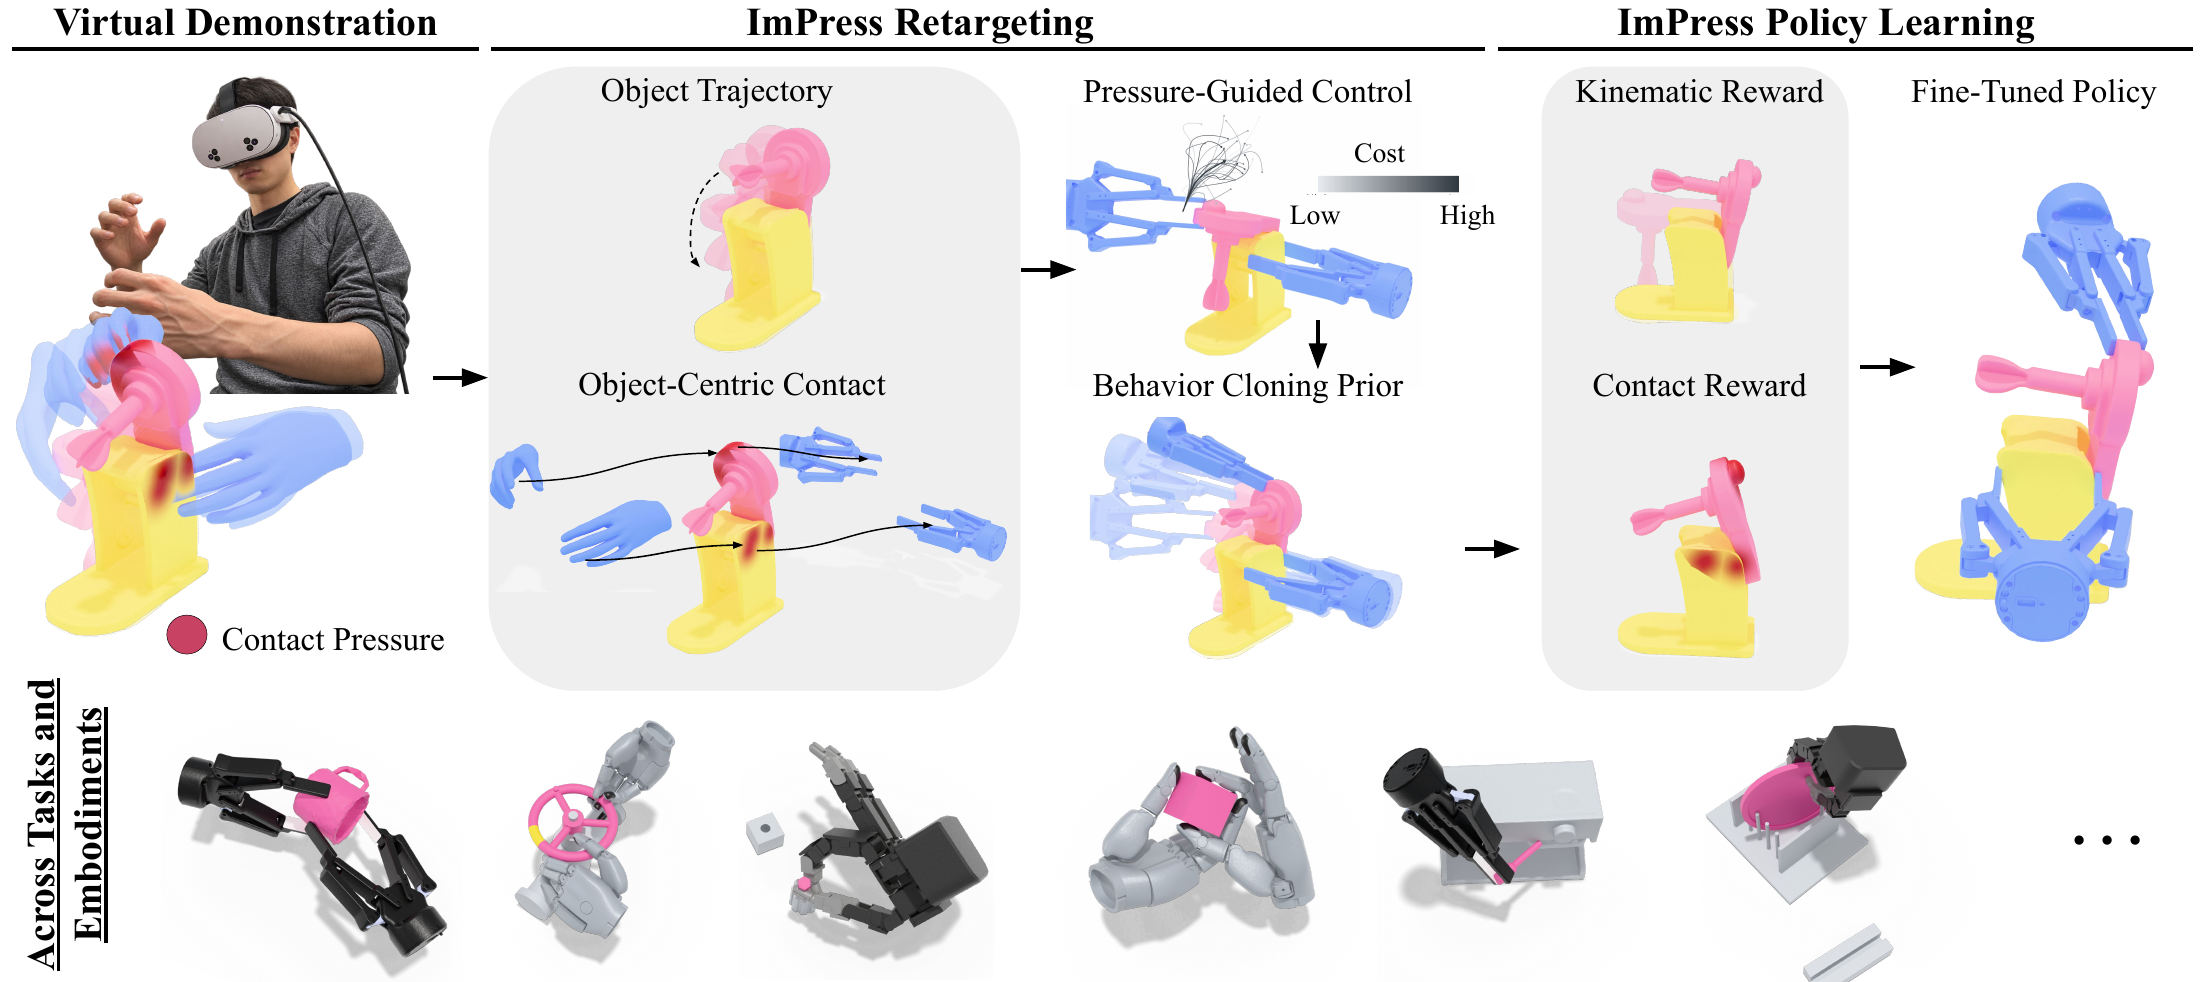 Virtual Demonstration
ImPress Retargeting
ImPress Policy Learning
Object Trajectory
Pressure-Guided Control
Kinematic Reward
Fine-Tuned Policy
Cost
Low
High
Object-Centric Contact
Behavior Cloning Prior
Contact Reward
Contact Pressure
Across Tasks and
Embodiments
...